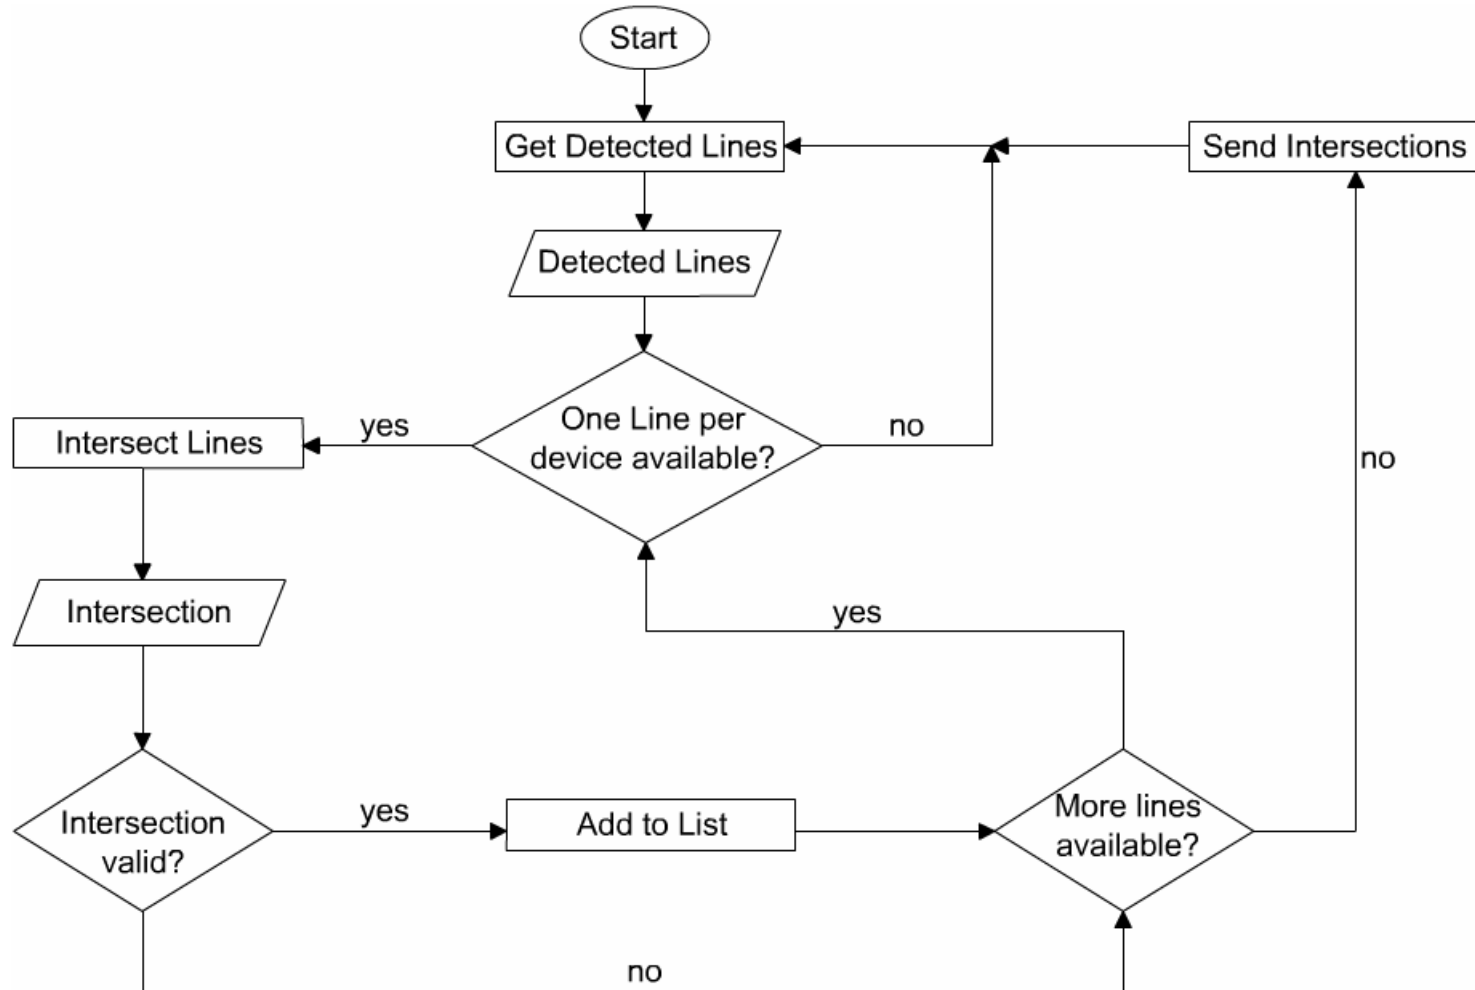 Start
Get Detected Lines
Send Intersections
Detected Lines
One Line per
device available?
yes
no
Intersect Lines
no
Intersection
yes
Intersection
valid?
yes
Add to List
More lines
available?
no